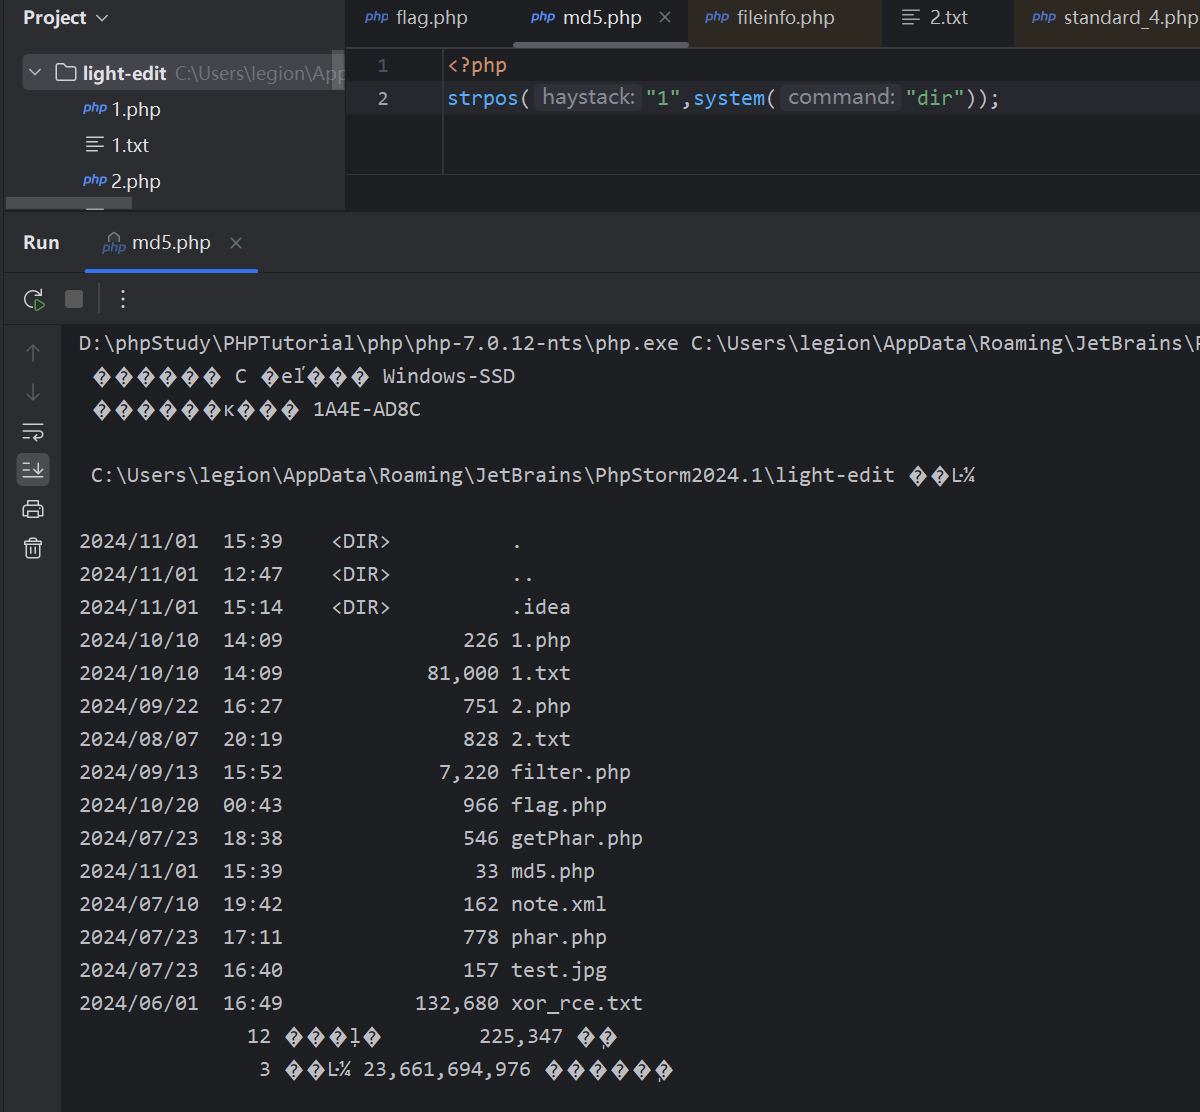 Project
php flag.php
php md5.php
php fileinfo.php
2.txt
php standard_4.php
light-edit C:\Users\legion\App
php 1.php
1.txt
php 2.php
1 <?php
2 strpos( haystack: "1",system( command: "dir"));
Run
php md5.php
D:\phpStudy\PHPTutorial\php\php-7.0.12-nts\php.exe C:\Users\legion\AppData\Roaming\JetBrains\P
������ C �eľ��� Windows-SSD
������к��� 1A4E-AD8C
C:\Users\legion\AppData\Roaming\JetBrains\PhpStorm2024.1\light-edit ��Ŀ¼
2024/11/01  15:39    <DIR>          .
2024/11/01  12:47    <DIR>          ..
2024/11/01  15:14    <DIR>          .idea
2024/10/10  14:09               226 1.php
2024/10/10  14:09            81,000 1.txt
2024/09/22  16:27               751 2.php
2024/08/07  20:19               828 2.txt
2024/09/13  15:52             7,220 filter.php
2024/10/20  00:43               966 flag.php
2024/07/23  18:38               546 getPhar.php
2024/11/01  15:39                33 md5.php
2024/07/10  19:42               162 note.xml
2024/07/23  17:11               778 phar.php
2024/07/23  16:40               157 test.jpg
2024/06/01  16:49           132,680 xor_rce.txt
12 ���ļ�        225,347 ��
3 ��Ŀ¼ 23,661,694,976 ������